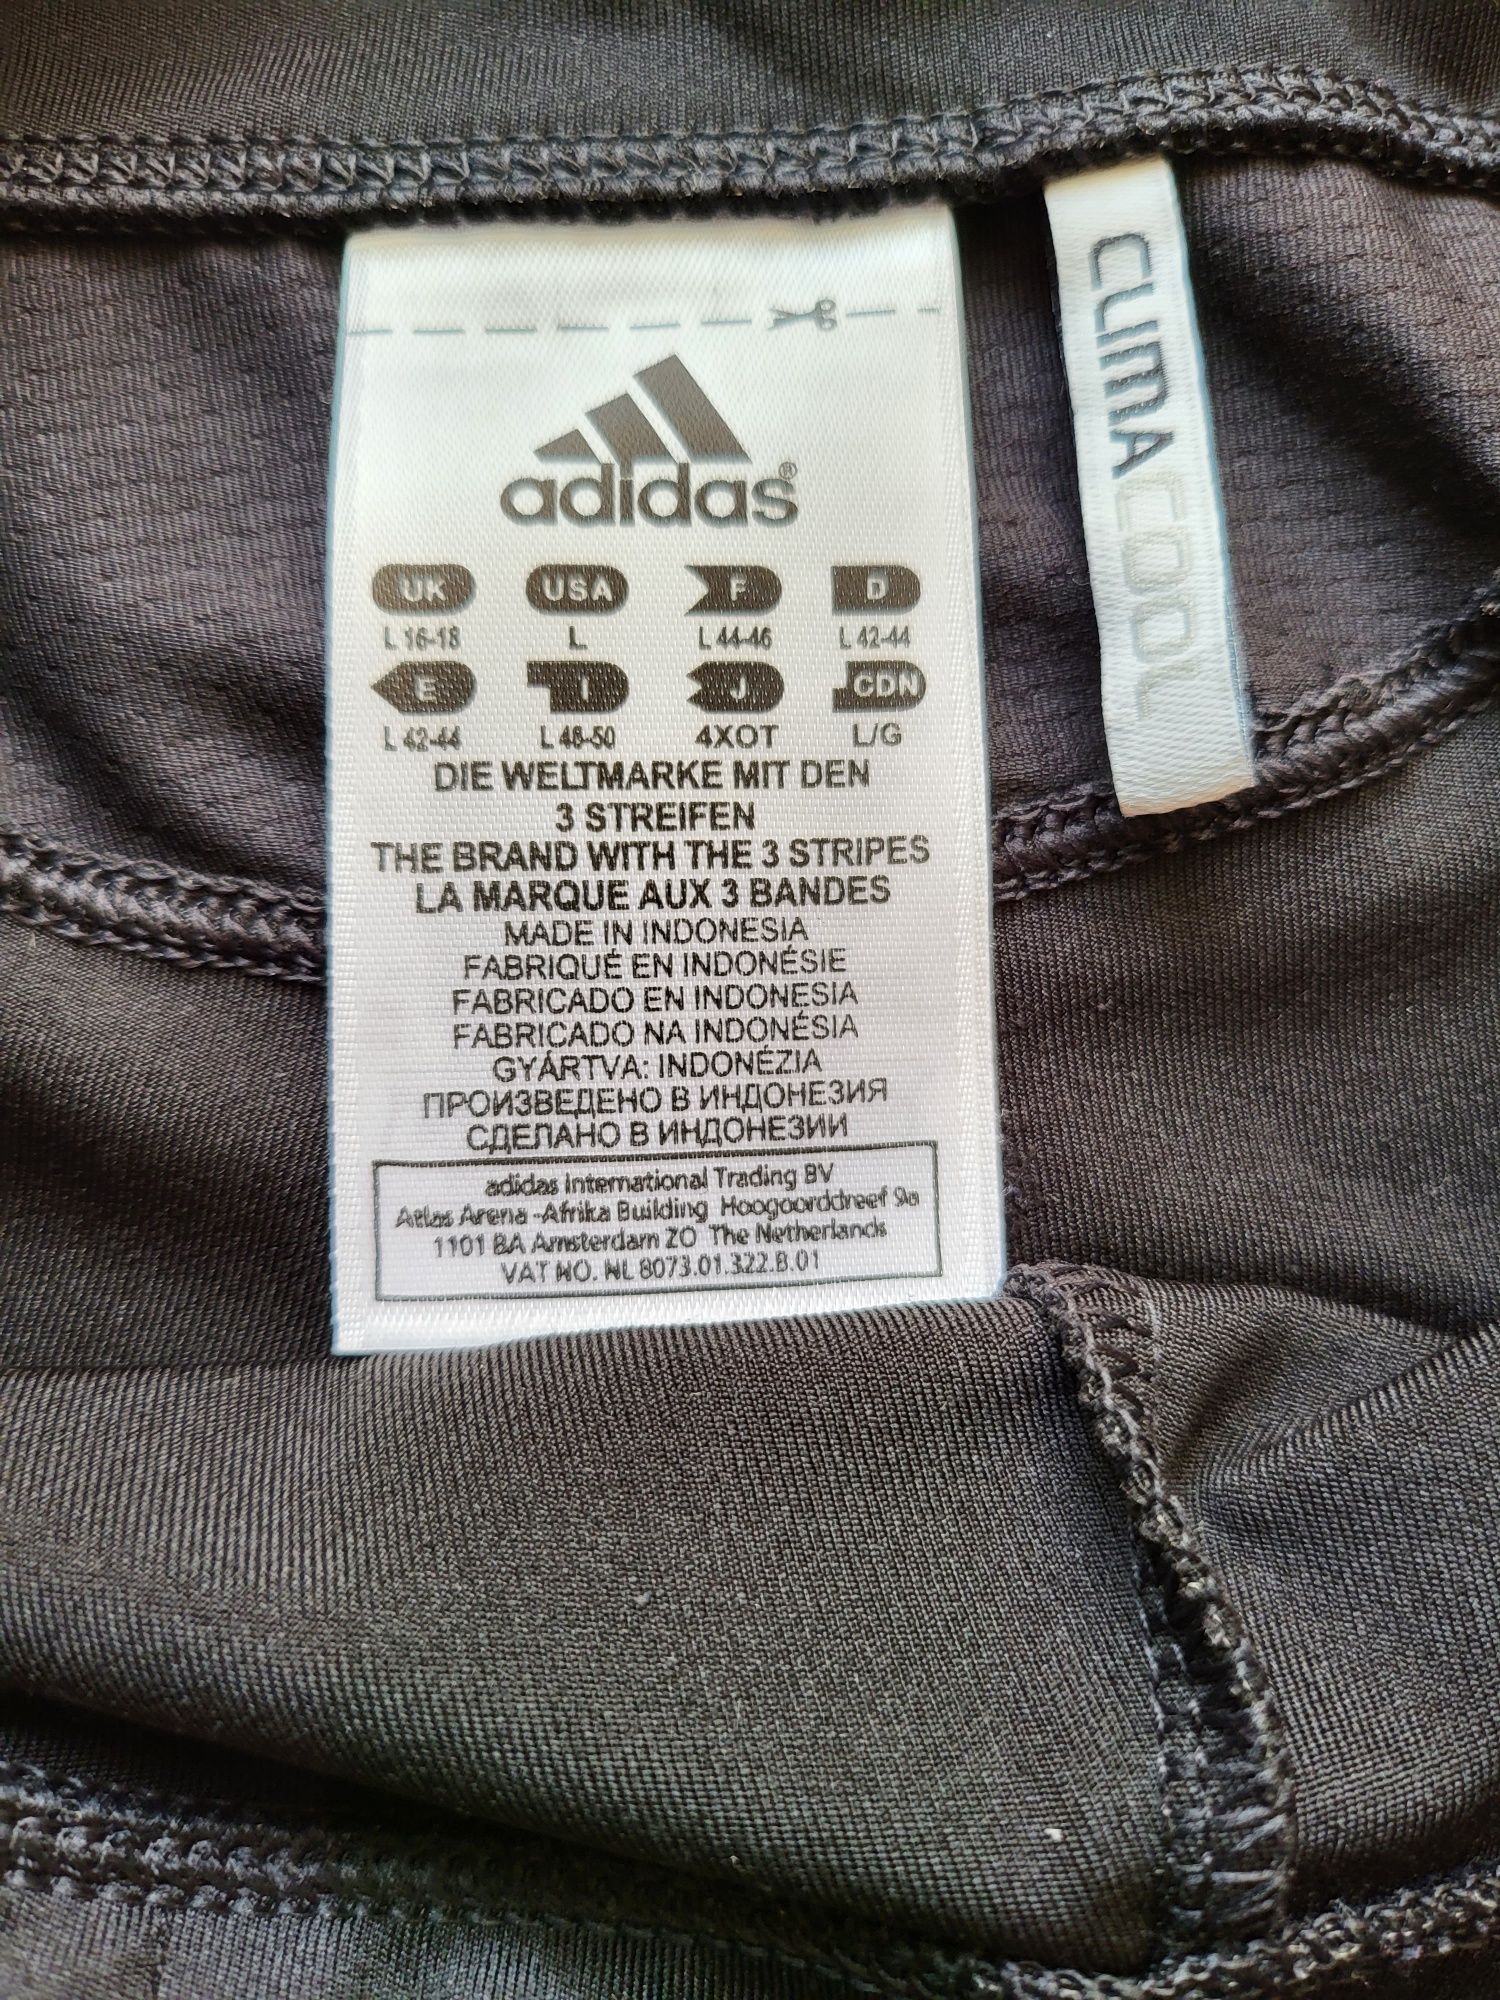 adidas®
UK USA F D
L 16-18 L L 44-46 L 42-44
E I J CDN
L 42-44 L 46-50 4XOT L/G
DIE WELTMARKE MIT DEN
3 STREIFEN
THE BRAND WITH THE 3 STRIPES
LA MARQUE AUX 3 BANDES
MADE IN INDONESIA
FABRIQUÉ EN INDONÉSIE
FABRICADO EN INDONESIA
FABRICADO NA INDONÉSIA
GYÁRTVA: INDONÉZIA
ПРОИЗВЕДЕНО В ИНДОНЕЗИЯ
СДЕЛАНО В ИНДОНЕЗИИ
adidas International Trading BV
Atlas Arena -Afrika Building Hoogoorddreef 9a
1101 BA Amsterdam ZO The Netherlands
VAT NO. NL 8073.01.322.B.01
CLIMACOOL